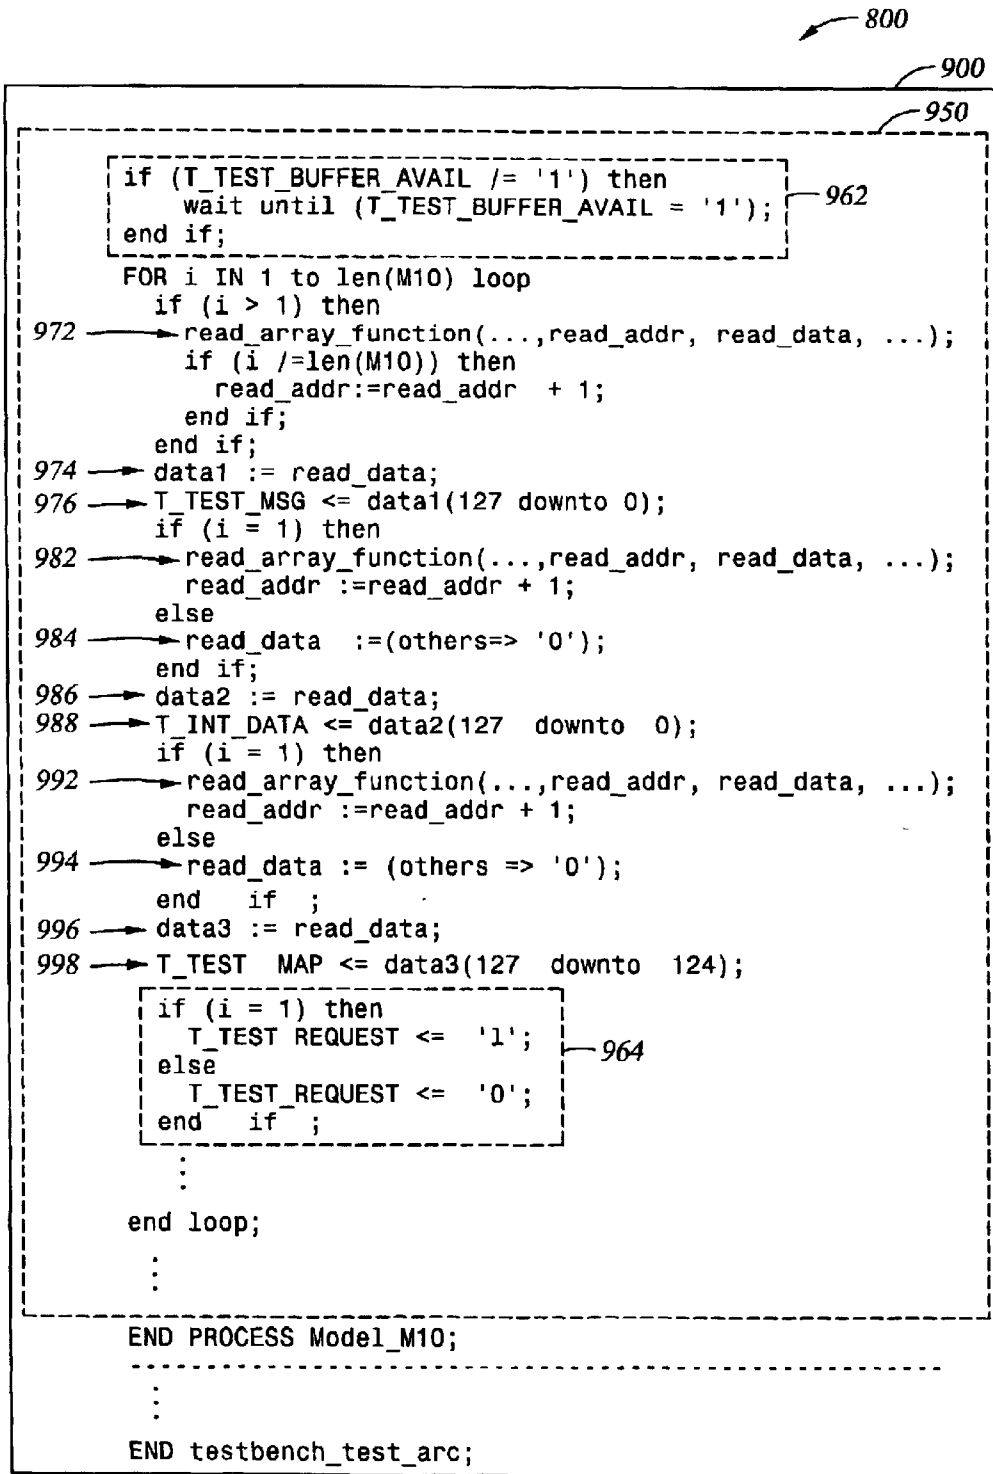 800
900
950
if (T_TEST_BUFFER_AVAIL /= '1') then
wait until (T_TEST_BUFFER_AVAIL = '1');
end if;
962
FOR i IN 1 to len(M10) loop
if (i > 1) then
972 read_array_function(...,read_addr, read_data, ...);
if (i /=len(M10)) then
read_addr:=read_addr + 1;
end if;
end if;
974 data1 := read_data;
976 T_TEST_MSG <= data1(127 downto 0);
if (i = 1) then
982 read_array_function(...,read_addr, read_data, ...);
read_addr :=read_addr + 1;
else
984 read_data :=(others=> '0');
end if;
986 data2 := read_data;
988 T_INT_DATA <= data2(127 downto 0);
if (i = 1) then
992 read_array_function(...,read_addr, read_data, ...);
read_addr :=read_addr + 1;
else
994 read_data := (others => '0');
end if ;
996 data3 := read_data;
998 T_TEST MAP <= data3(127 downto 124);
if (i = 1) then
T_TEST REQUEST <= '1';
else
T_TEST_REQUEST <= '0';
end if ;
964
end loop;
END PROCESS Model_M10;
END testbench_test_arc;